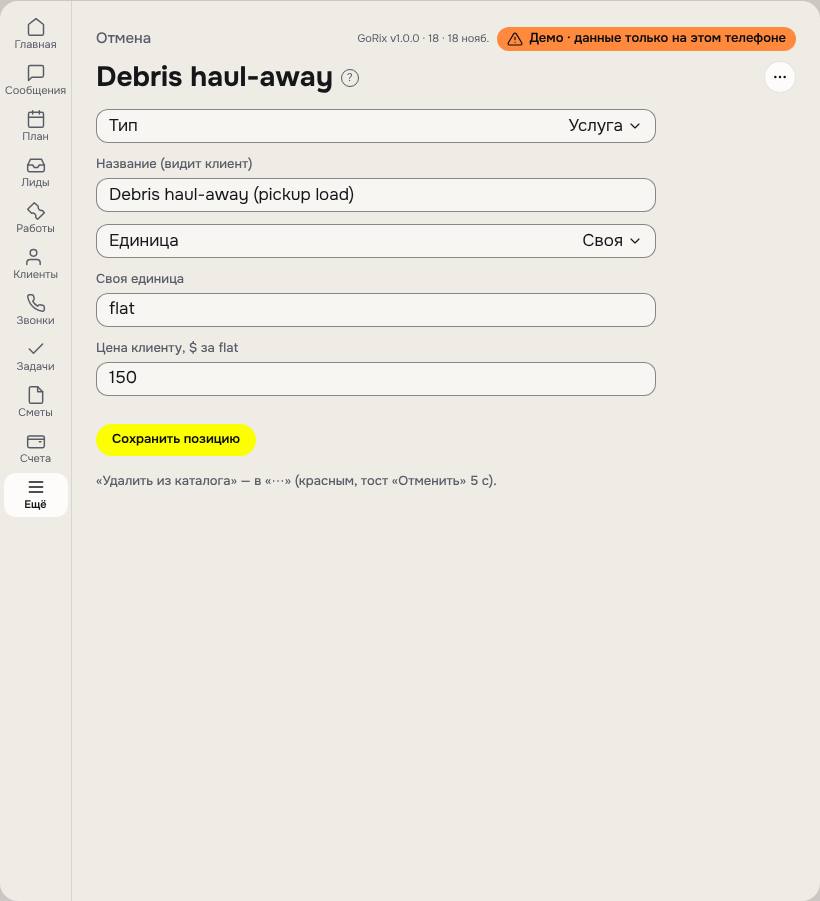 Главная
Сообщения
План
Лиды
Работы
Клиенты
Звонки
Задачи
Сметы
Счета
Ещё
Отмена
GoRix v1.0.0 · 18 · 18 нояб.
Демо · данные только на этом телефоне
Debris haul-away ?
Тип Услуга
Название (видит клиент)
Debris haul-away (pickup load)
Единица Своя
Своя единица
flat
Цена клиенту, $ за flat
150
Сохранить позицию
«Удалить из каталога» — в «···» (красным, тост «Отменить» 5 с).